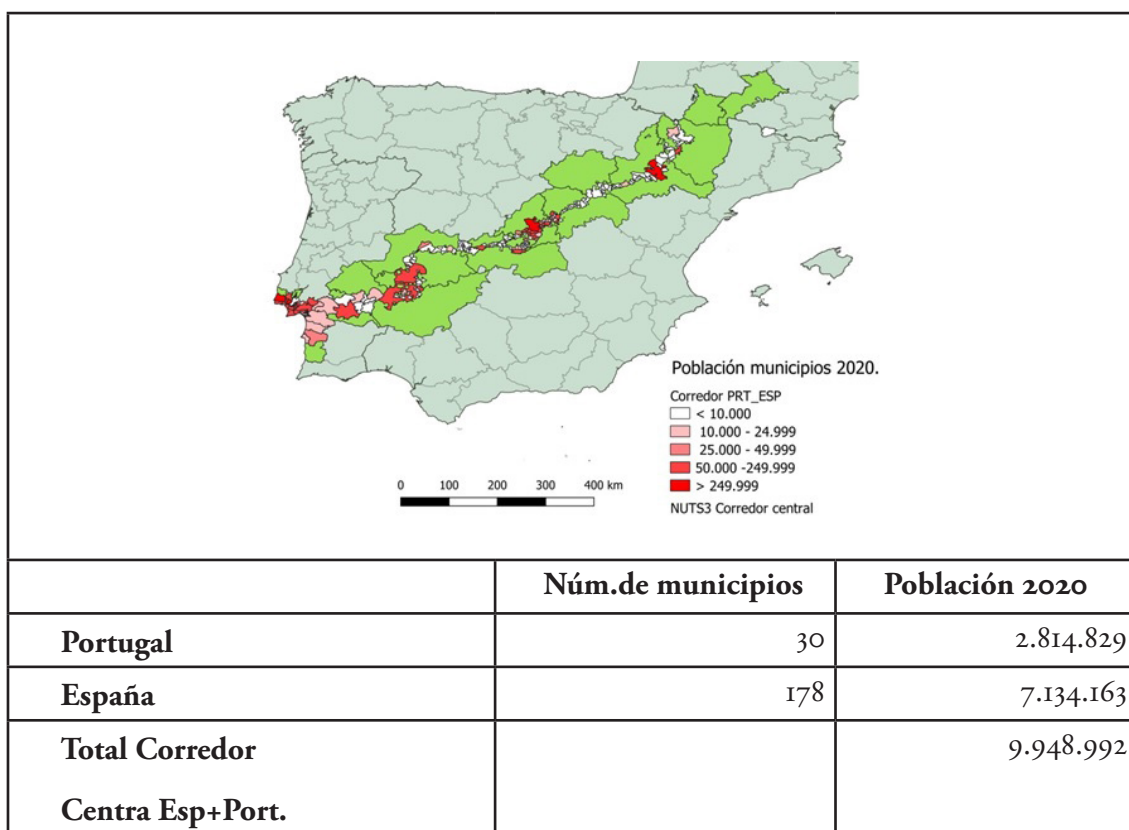 Población municipios 2020.
Corredor PRT_ESP
< 10.000
10.000 - 24.999
25.000 - 49.999
50.000 -249.999
> 249.999
NUTS3 Corredor central
0 100 200 300 400 km
Núm.de municipios Población 2020
Portugal 30 2.814.829
España 178 7.134.163
Total Corredor 9.948.992
Centra Esp+Port.